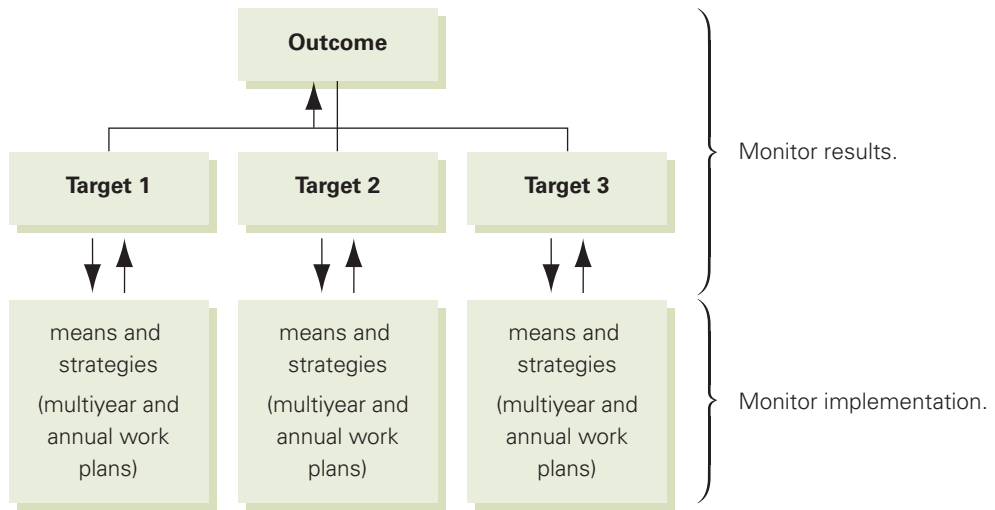 Outcome
Target 1
Target 2
Target 3
Monitor results.
means and
strategies
(multiyear and
annual work
plans)
means and
strategies
(multiyear and
annual work
plans)
means and
strategies
(multiyear and
annual work
plans)
Monitor implementation.